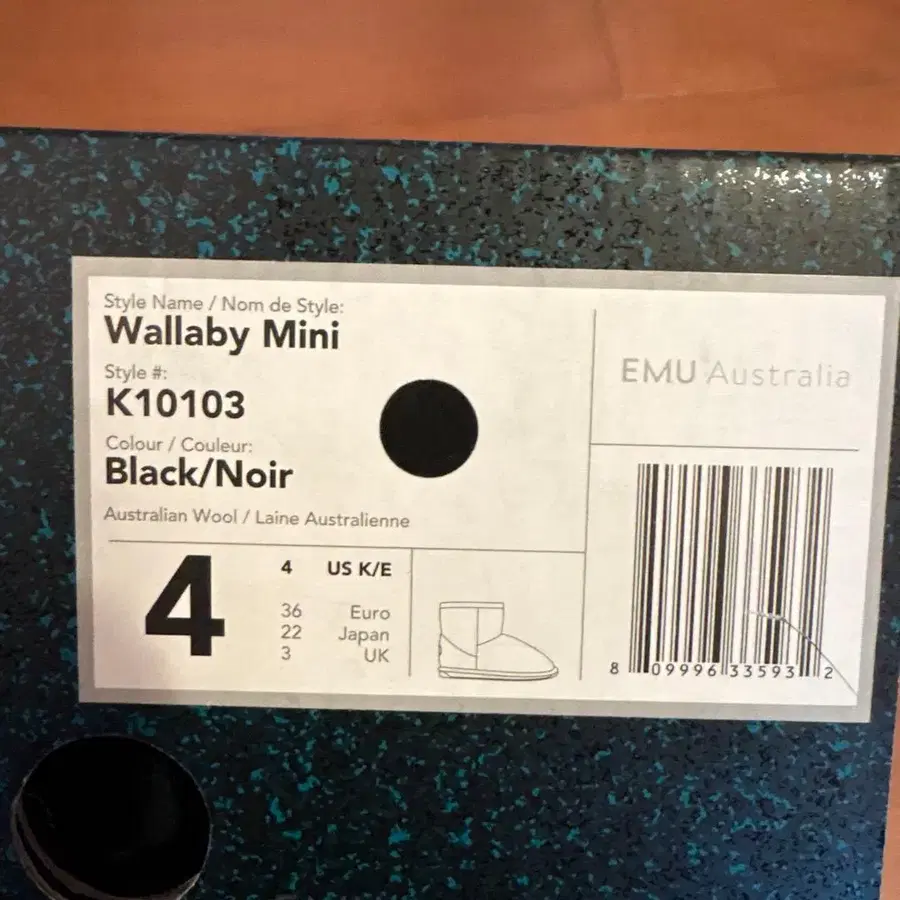 Style Name / Nom de Style:
Wallaby Mini
Style #:
K10103
Colour / Couleur:
Black/Noir
Australian Wool / Laine Australienne
4
4 US K/E
36 Euro
22 Japan
3 UK
EMU Australia
8 09996 33593 2